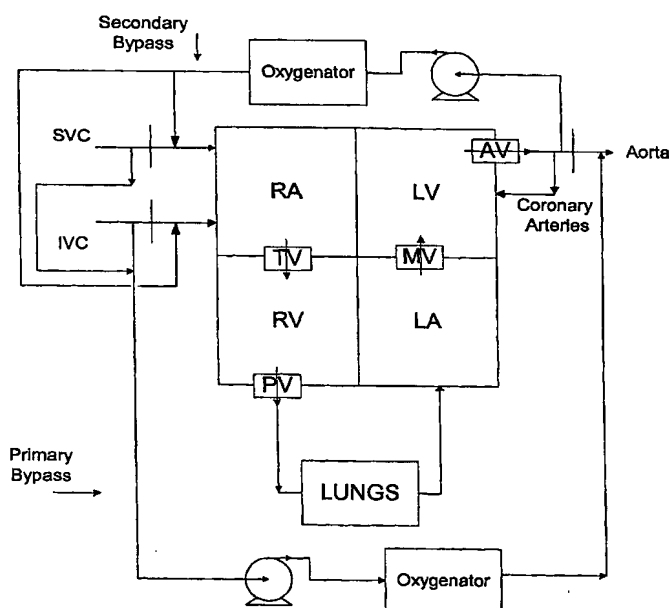 Secondary
Bypass
Oxygenator
SVC
AV
Aorta
RA
LV
Coronary
Arteries
IVC
TV
MV
RV
LA
PV
Primary
Bypass
LUNGS
Oxygenator